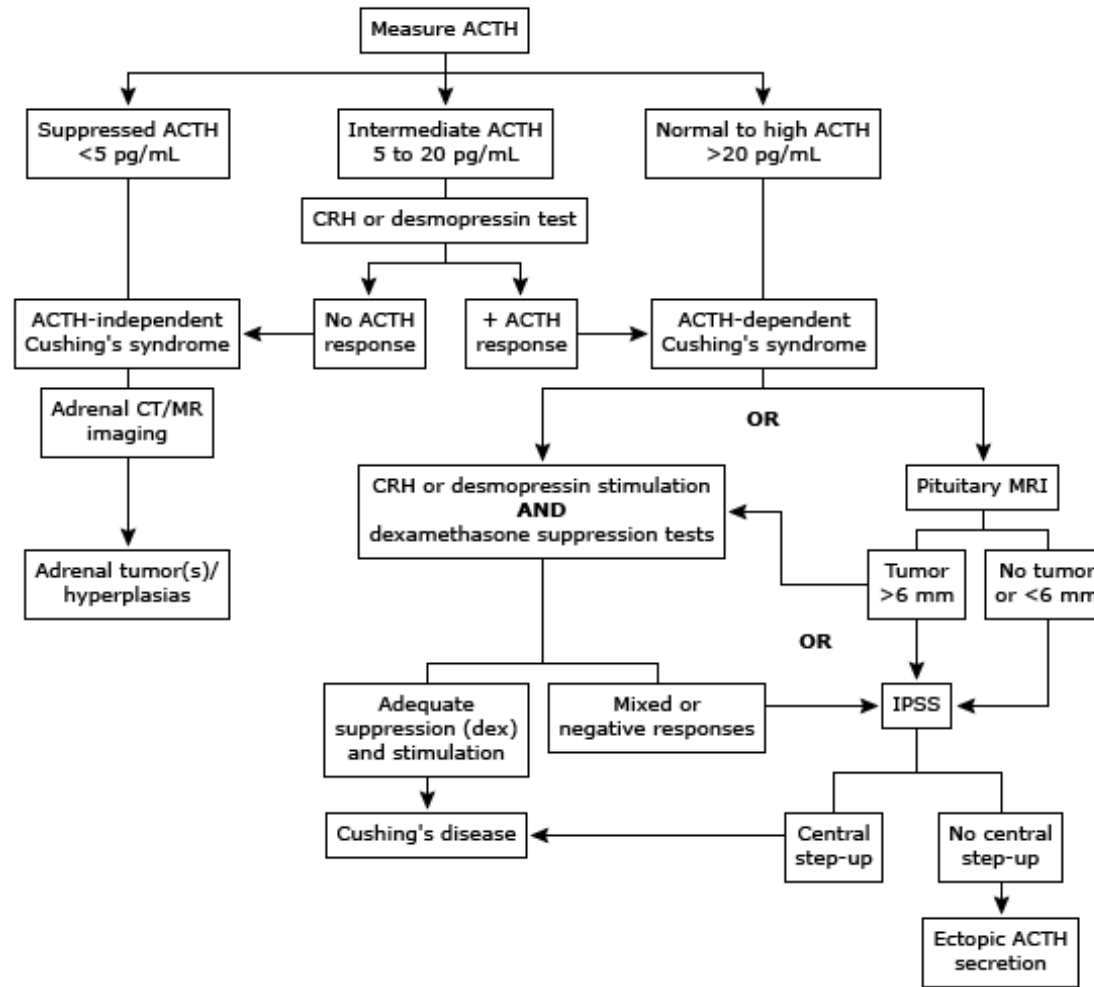 Measure ACTH
Suppressed ACTH
<5 pg/mL
Intermediate ACTH
5 to 20 pg/mL
Normal to high ACTH
>20 pg/mL
CRH or desmopressin test
ACTH-independent
Cushing's syndrome
No ACTH
response
+ ACTH
response
ACTH-dependent
Cushing's syndrome
Adrenal CT/MR
imaging
OR
CRH or desmopressin stimulation
AND
dexamethasone suppression tests
Pituitary MRI
Adrenal tumor(s)/
hyperplasias
Tumor
>6 mm
No tumor
or <6 mm
OR
Adequate
suppression (dex)
and stimulation
Mixed or
negative responses
IPSS
Cushing's disease
Central
step-up
No central
step-up
Ectopic ACTH
secretion